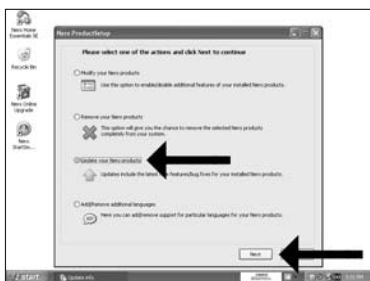 Nero Home
Essentials SE
Recycle Bin
Nero Online
Upgrade
Nero
StartSm...
Nero ProductSetup
Please select one of the actions and click Next to continue
Modify your Nero products
Use this option to enable/disable additional features of your installed Nero products.
Remove your Nero products
This option will give you the chance to remove the selected Nero products
completely from your system.
Update your Nero products
Updates include the latest features/bug fixes for your installed Nero products.
Add/Remove additional languages
Here you can add/remove support for particular languages for your Nero products.
Next
start
Update Info